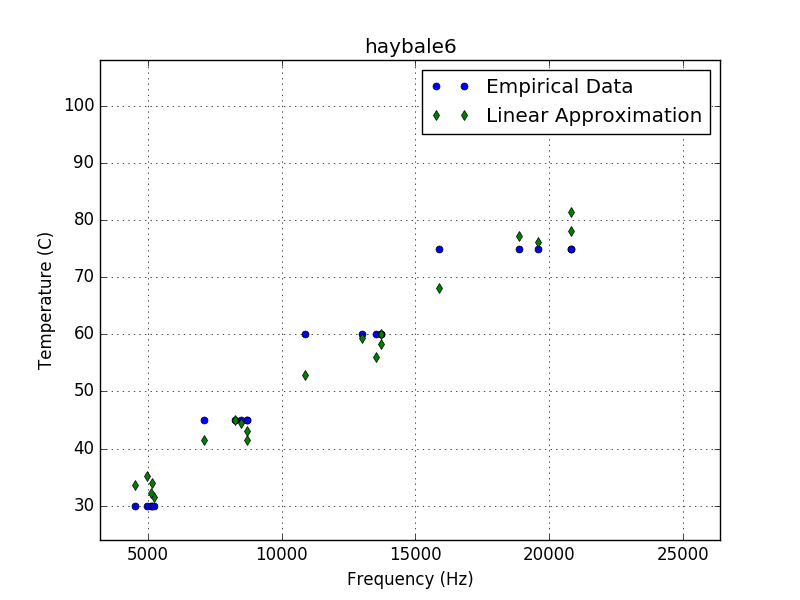 haybale6
Empirical Data
Linear Approximation
Temperature (C)
100
90
80
70
60
50
40
30
5000 10000 15000 20000 25000
Frequency (Hz)